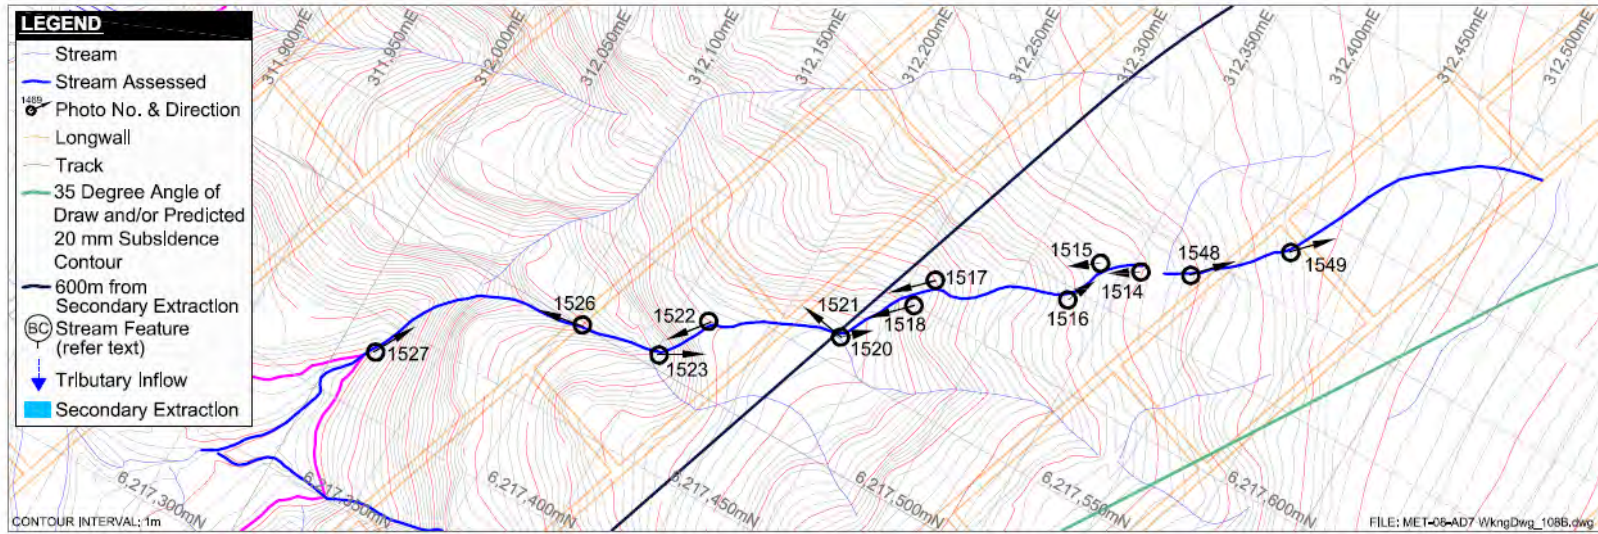 LEGEND
Stream
Stream Assessed
1489
Photo No. & Direction
Longwall
Track
35 Degree Angle of
Draw and/or Predicted
20 mm Subsidence
Contour
600m from
Secondary Extraction
BC
Stream Feature
(refer text)
Tributary Inflow
Secondary Extraction
311,900mE
311,950mE
312,000mE
312,050mE
312,100mE
312,150mE
312,200mE
312,250mE
312,300mE
312,350mE
312,400mE
312,450mE
312,500mE
1515
1548
1517
1549
1514
1526
1522
1521
1518
1516
1527
1523
1520
6,217,300mN
6,217,350mN
6,217,400mN
6,217,450mN
6,217,500mN
6,217,550mN
6,217,600mN
CONTOUR INTERVAL: 1m
FILE: MET-08-AD7 WkngDwg_108B.dwg